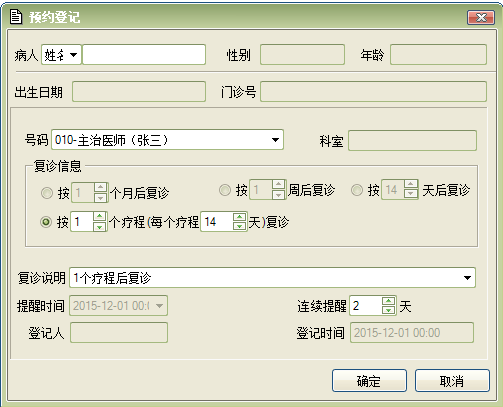 预约登记
病人 姓名 性别 年龄
出生日期 门诊号
号码 010-主治医师（张三） 科室
复诊信息
按 1 个月后复诊 按 1 周后复诊 按 14 天后复诊
按 1 个疗程(每个疗程 14 天)复诊
复诊说明 1个疗程后复诊
提醒时间 2015-12-01 00:0 连续提醒 2 天
登记人 登记时间 2015-12-01 00:00
确定 取消